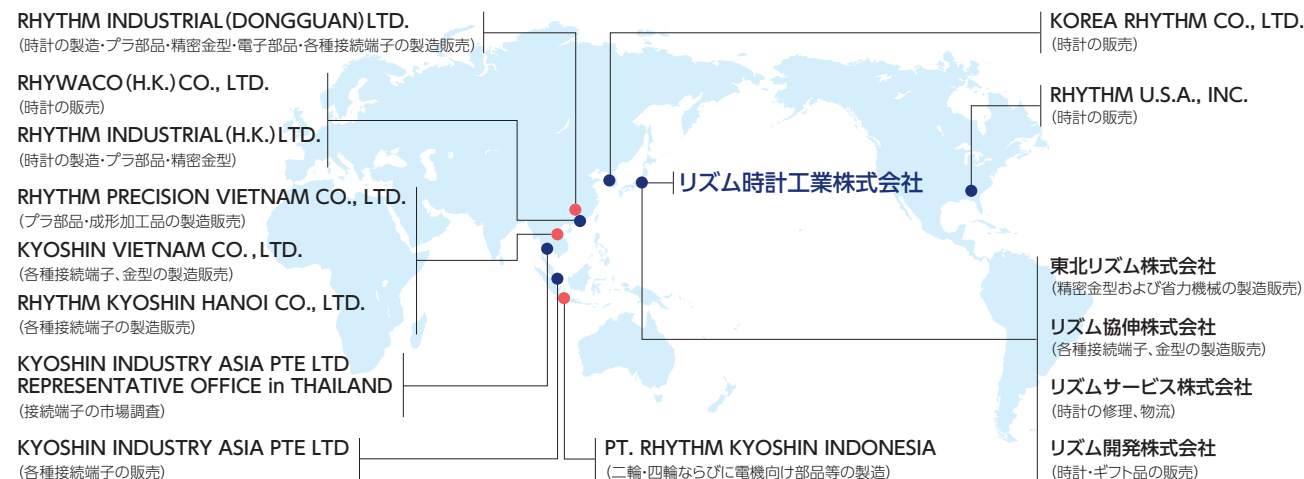 RHYTHM INDUSTRIAL(DONGGUAN)LTD.
(時計の製造・プラ部品・精密金型・電子部品・各種接続端子の製造販売)
RHYWACO(H.K.)CO., LTD.
(時計の販売)
RHYTHM INDUSTRIAL(H.K.)LTD.
(時計の製造・プラ部品・精密金型)
RHYTHM PRECISION VIETNAM CO., LTD.
(プラ部品・成形加工品の製造販売)
KYOSHIN VIETNAM CO.,LTD.
(各種接続端子、金型の製造販売)
RHYTHM KYOSHIN HANOI CO., LTD.
(各種接続端子の製造販売)
KYOSHIN INDUSTRY ASIA PTE LTD
REPRESENTATIVE OFFICE in THAILAND
(接続端子の市場調査)
KYOSHIN INDUSTRY ASIA PTE LTD
(各種接続端子の販売)
PT. RHYTHM KYOSHIN INDONESIA
(二輪・四輪ならびに電機向け部品等の製造)
リズム時計工業株式会社
KOREA RHYTHM CO., LTD.
(時計の販売)
RHYTHM U.S.A., INC.
(時計の販売)
東北リズム株式会社
(精密金型および省力機械の製造販売)
リズム協伸株式会社
(各種接続端子、金型の製造販売)
リズムサービス株式会社
(時計の修理、物流)
リズム開発株式会社
(時計・ギフト品の販売)